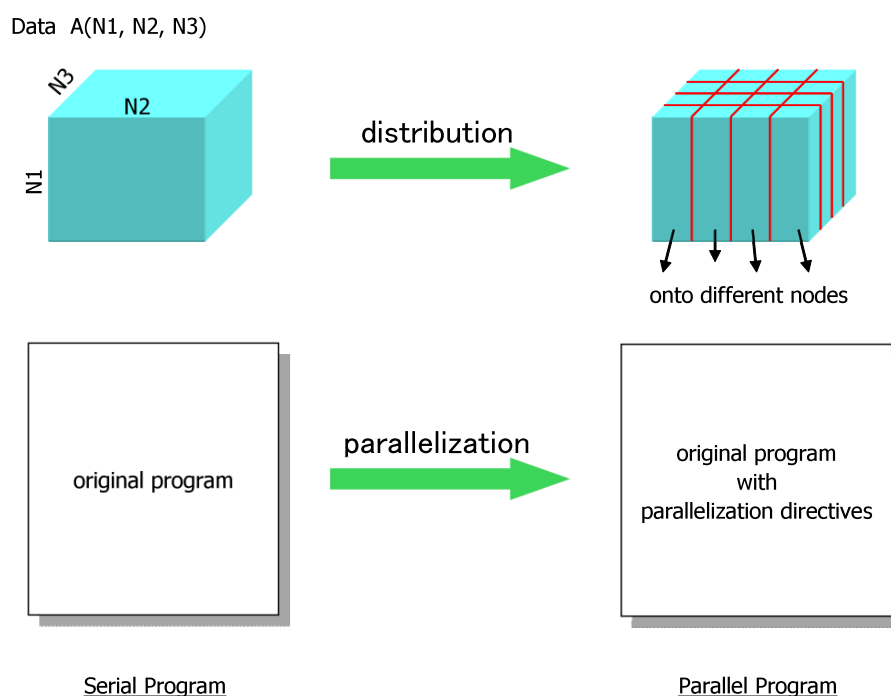 Data A(N1, N2, N3)
N3
N2
N1
distribution
onto different nodes
original program
parallelization
original program
with
parallelization directives
Serial Program
Parallel Program